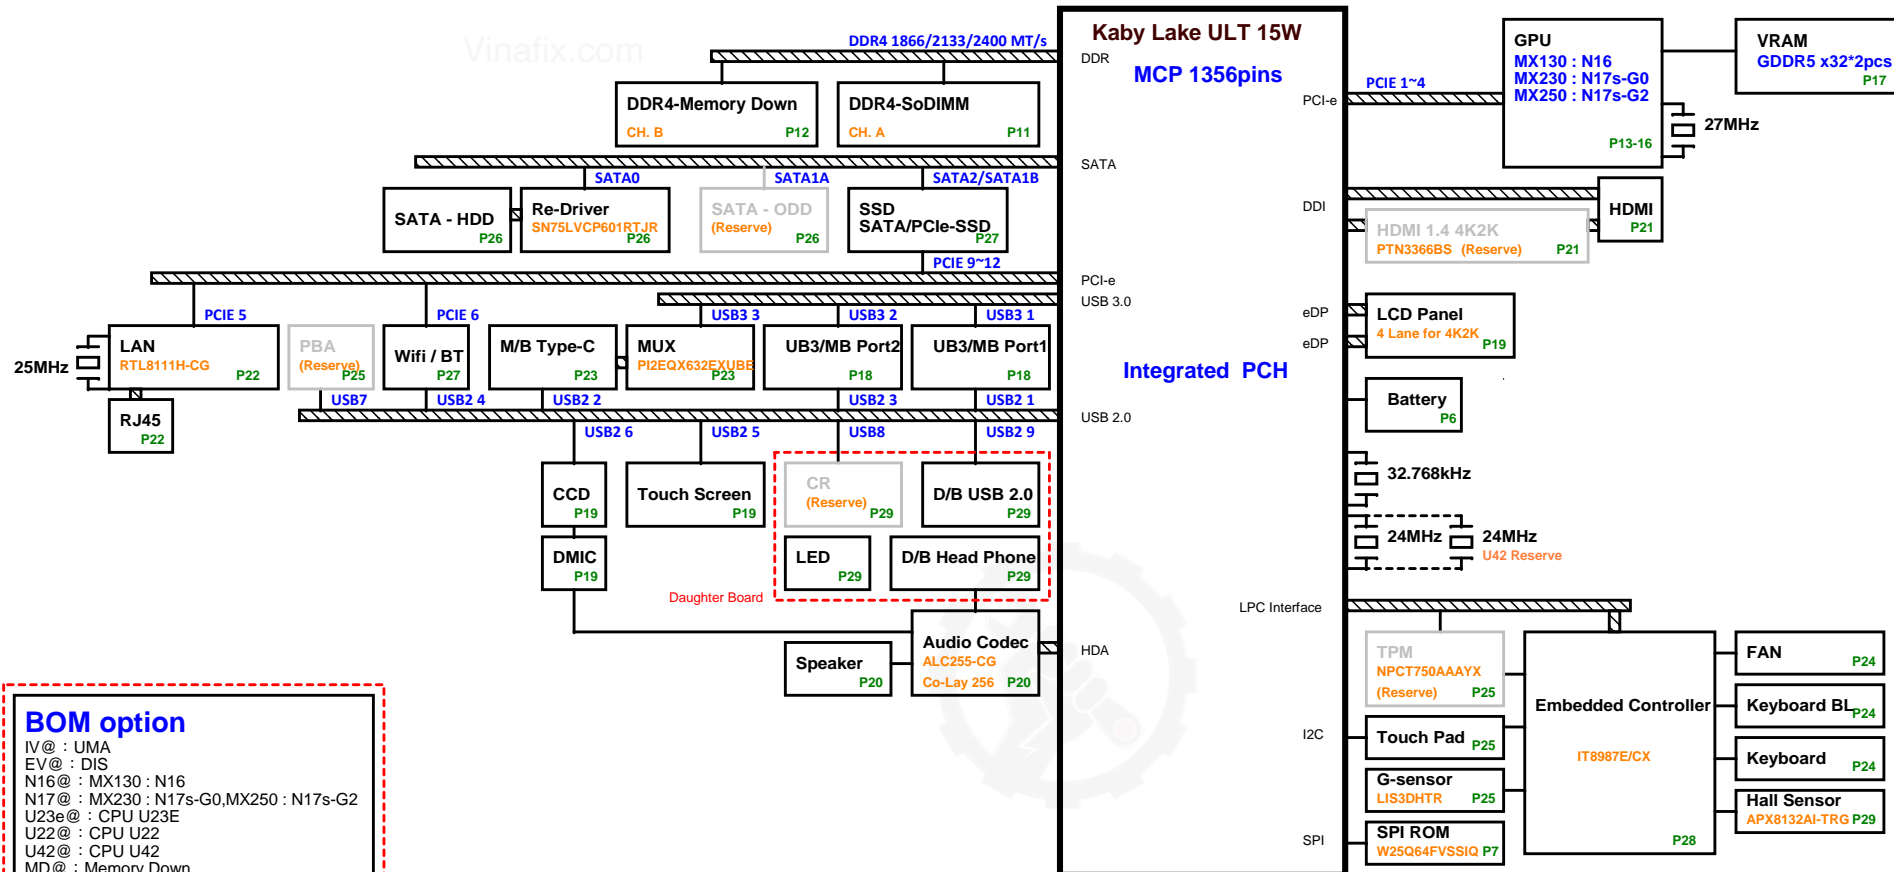 Vinafix.com
DDR4 1866/2133/2400 MT/s
DDR4-Memory Down
CH. B P12
DDR4-SoDIMM
CH. A P11
SATA0
SATA1A
SATA2/SATA1B
SATA - HDD
P26
Re-Driver
SN75LVCP601RTJR
P26
SATA - ODD
(Reserve)
P26
SSD
SATA/PCIe-SSD
P27
PCIE 9~12
PCIE 5
PCIE 6
USB3 3
USB3 2
USB3 1
25MHz
LAN
RTL8111H-CG
P22
PBA
(Reserve)
P25
Wifi / BT
P27
M/B Type-C
P23
MUX
PI2EQX632EXUBE
P23
UB3/MB Port2
P18
UB3/MB Port1
P18
RJ45
P22
USB7
USB2 4
USB2 2
USB2 3
USB2 1
USB2 6
USB2 5
USB8
USB2 9
CCD
P19
Touch Screen
P19
CR
(Reserve)
P29
D/B USB 2.0
P29
DMIC
P19
LED
P29
D/B Head Phone
P29
Daughter Board
Speaker
P20
Audio Codec
ALC255-CG
Co-Lay 256 P20
Kaby Lake ULT 15W
MCP 1356pins
Integrated PCH
DDR
SATA
PCI-e
USB 3.0
USB 2.0
HDA
PCI-e
DDI
eDP
eDP
LPC Interface
I2C
SPI
PCIE 1~4
GPU
MX130 : N16
MX230 : N17s-G0
MX250 : N17s-G2
P13-16
27MHz
VRAM
GDDR5 x32*2pcs
P17
HDMI
P21
HDMI 1.4 4K2K
PTN3366BS (Reserve) P21
LCD Panel
4 Lane for 4K2K
P19
Battery
P6
32.768kHz
24MHz
24MHz
U42 Reserve
TPM
NPCT750AAAYX
(Reserve) P25
Touch Pad P25
G-sensor
LIS3DHTR P25
SPI ROM
W25Q64FVSSIQ P7
Embedded Controller
IT8987E/CX
P28
FAN
P24
Keyboard BL
P24
Keyboard
P24
Hall Sensor
APX8132AI-TRG P29
BOM option
IV@ : UMA
EV@ : DIS
N16@ : MX130 : N16
N17@ : MX230 : N17s-G0,MX250 : N17s-G2
U23e@ : CPU U23E
U22@ : CPU U22
U42@ : CPU U42
MD@ : Memory Down